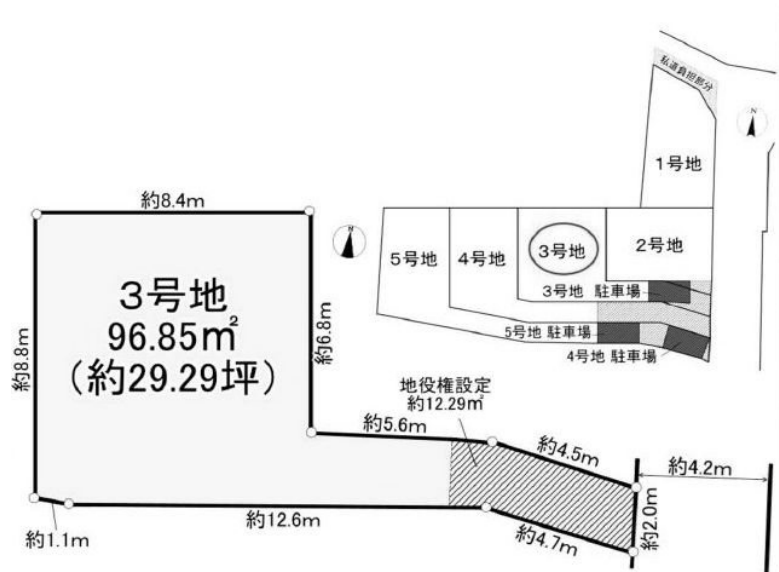 私道負担部分
N
1号地
5号地
4号地
3号地
2号地
3号地 駐車場
5号地 駐車場
4号地 駐車場
約8.4m
N
3号地
96.85㎡
(約29.29坪)
約8.8m
約6.8m
地役権設定
約12.29㎡
約5.6m
約4.5m
約4.2m
約2.0m
約12.6m
約4.7m
約1.1m